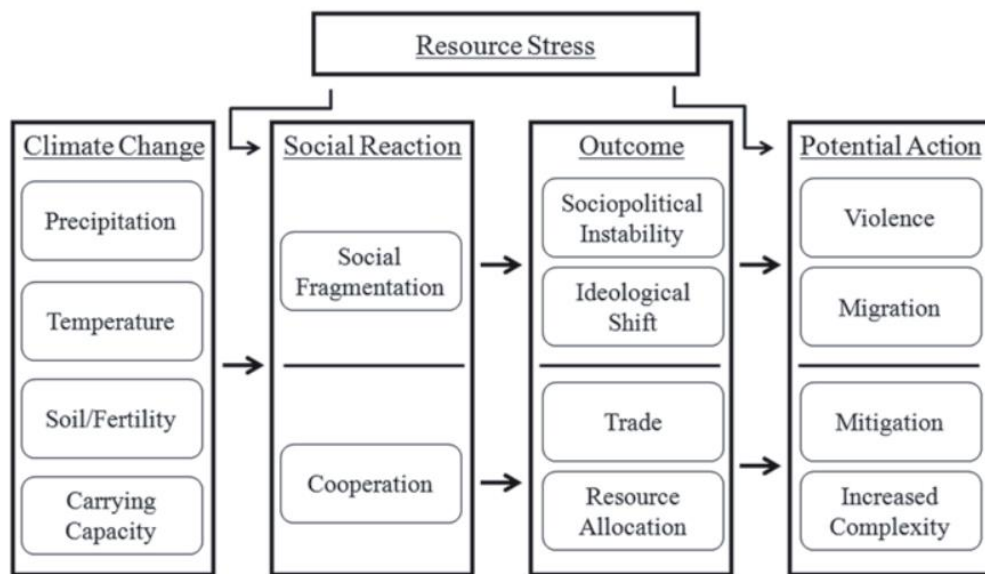 Resource Stress
Climate Change
Precipitation
Temperature
Soil/Fertility
Carrying
Capacity
Social Reaction
Social
Fragmentation
Cooperation
Outcome
Sociopolitical
Instability
Ideological
Shift
Trade
Resource
Allocation
Potential Action
Violence
Migration
Mitigation
Increased
Complexity